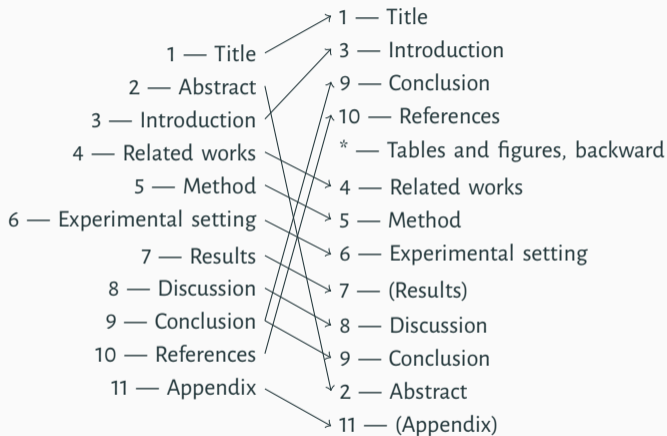 1 — Title
2 — Abstract
3 — Introduction
4 — Related works
5 — Method
6 — Experimental setting
7 — Results
8 — Discussion
9 — Conclusion
10 — References
11 — Appendix
1 — Title
3 — Introduction
9 — Conclusion
10 — References
* — Tables and figures, backward
4 — Related works
5 — Method
6 — Experimental setting
7 — (Results)
8 — Discussion
9 — Conclusion
2 — Abstract
11 — (Appendix)